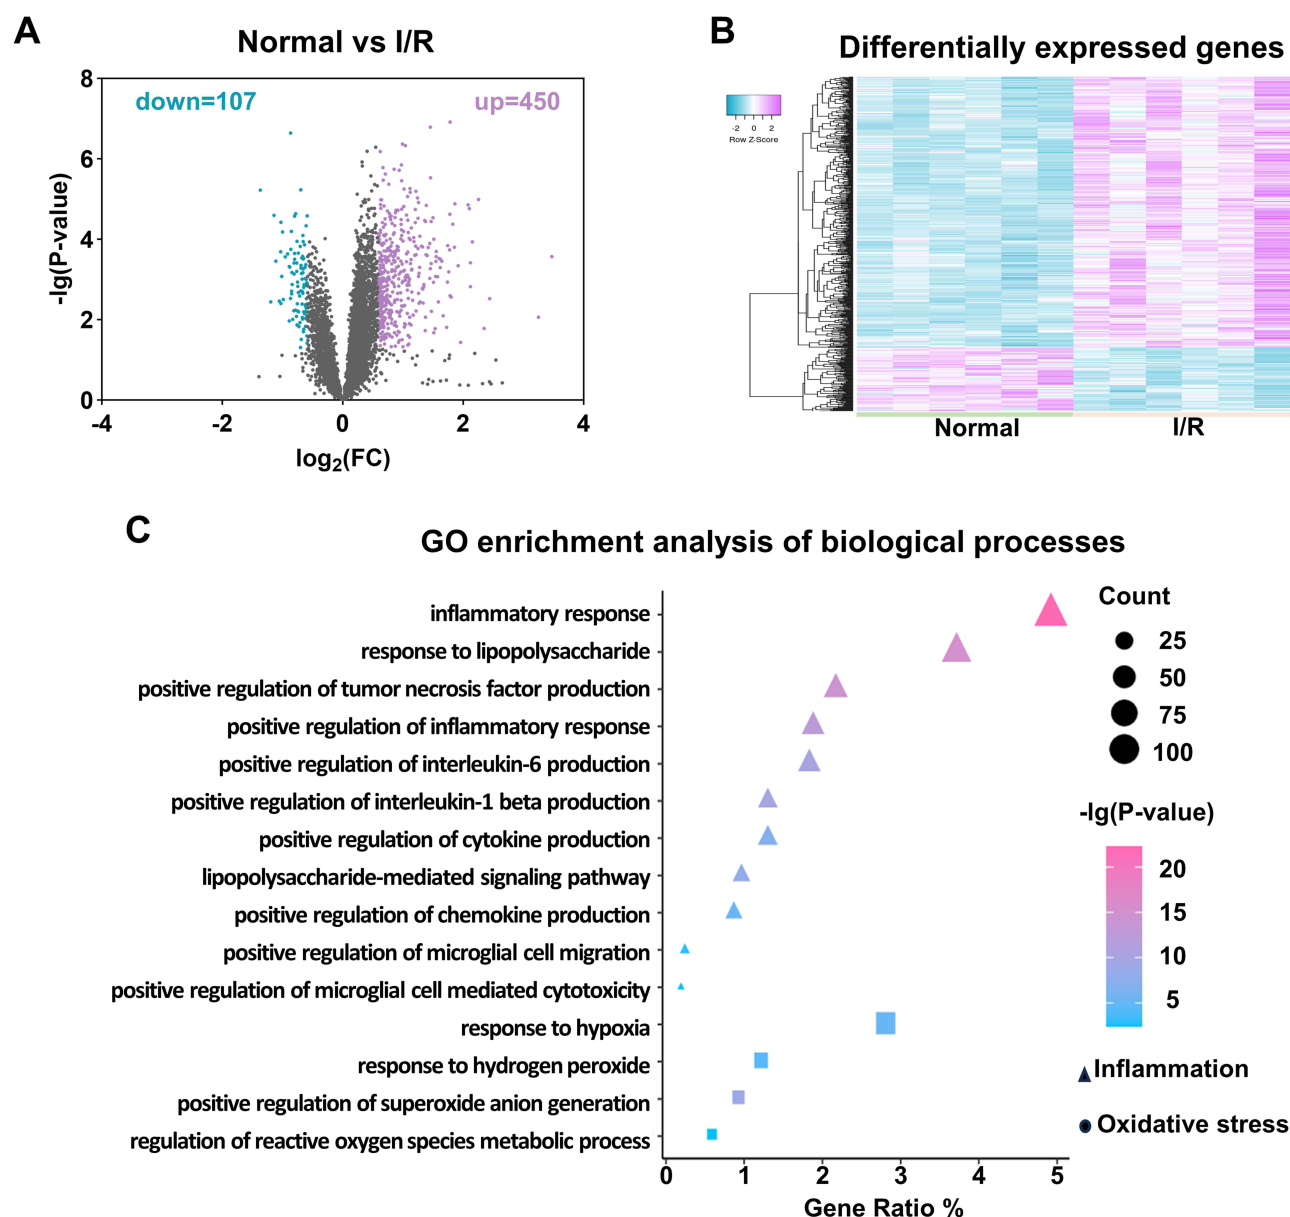 A
Normal vs I/R
down=107
up=450
8
6
4
2
0
-4
-2
0
2
4
-lg(P-value)
log2(FC)
B
Differentially expressed genes
-2 0 2
Row Z-Score
Normal
I/R
C
GO enrichment analysis of biological processes
inflammatory response
response to lipopolysaccharide
positive regulation of tumor necrosis factor production
positive regulation of inflammatory response
positive regulation of interleukin-6 production
positive regulation of interleukin-1 beta production
positive regulation of cytokine production
lipopolysaccharide-mediated signaling pathway
positive regulation of chemokine production
positive regulation of microglial cell migration
positive regulation of microglial cell mediated cytotoxicity
response to hypoxia
response to hydrogen peroxide
positive regulation of superoxide anion generation
regulation of reactive oxygen species metabolic process
0 1 2 3 4 5
Gene Ratio %
Count
25
50
75
100
-lg(P-value)
20
15
10
5
Inflammation
Oxidative stress